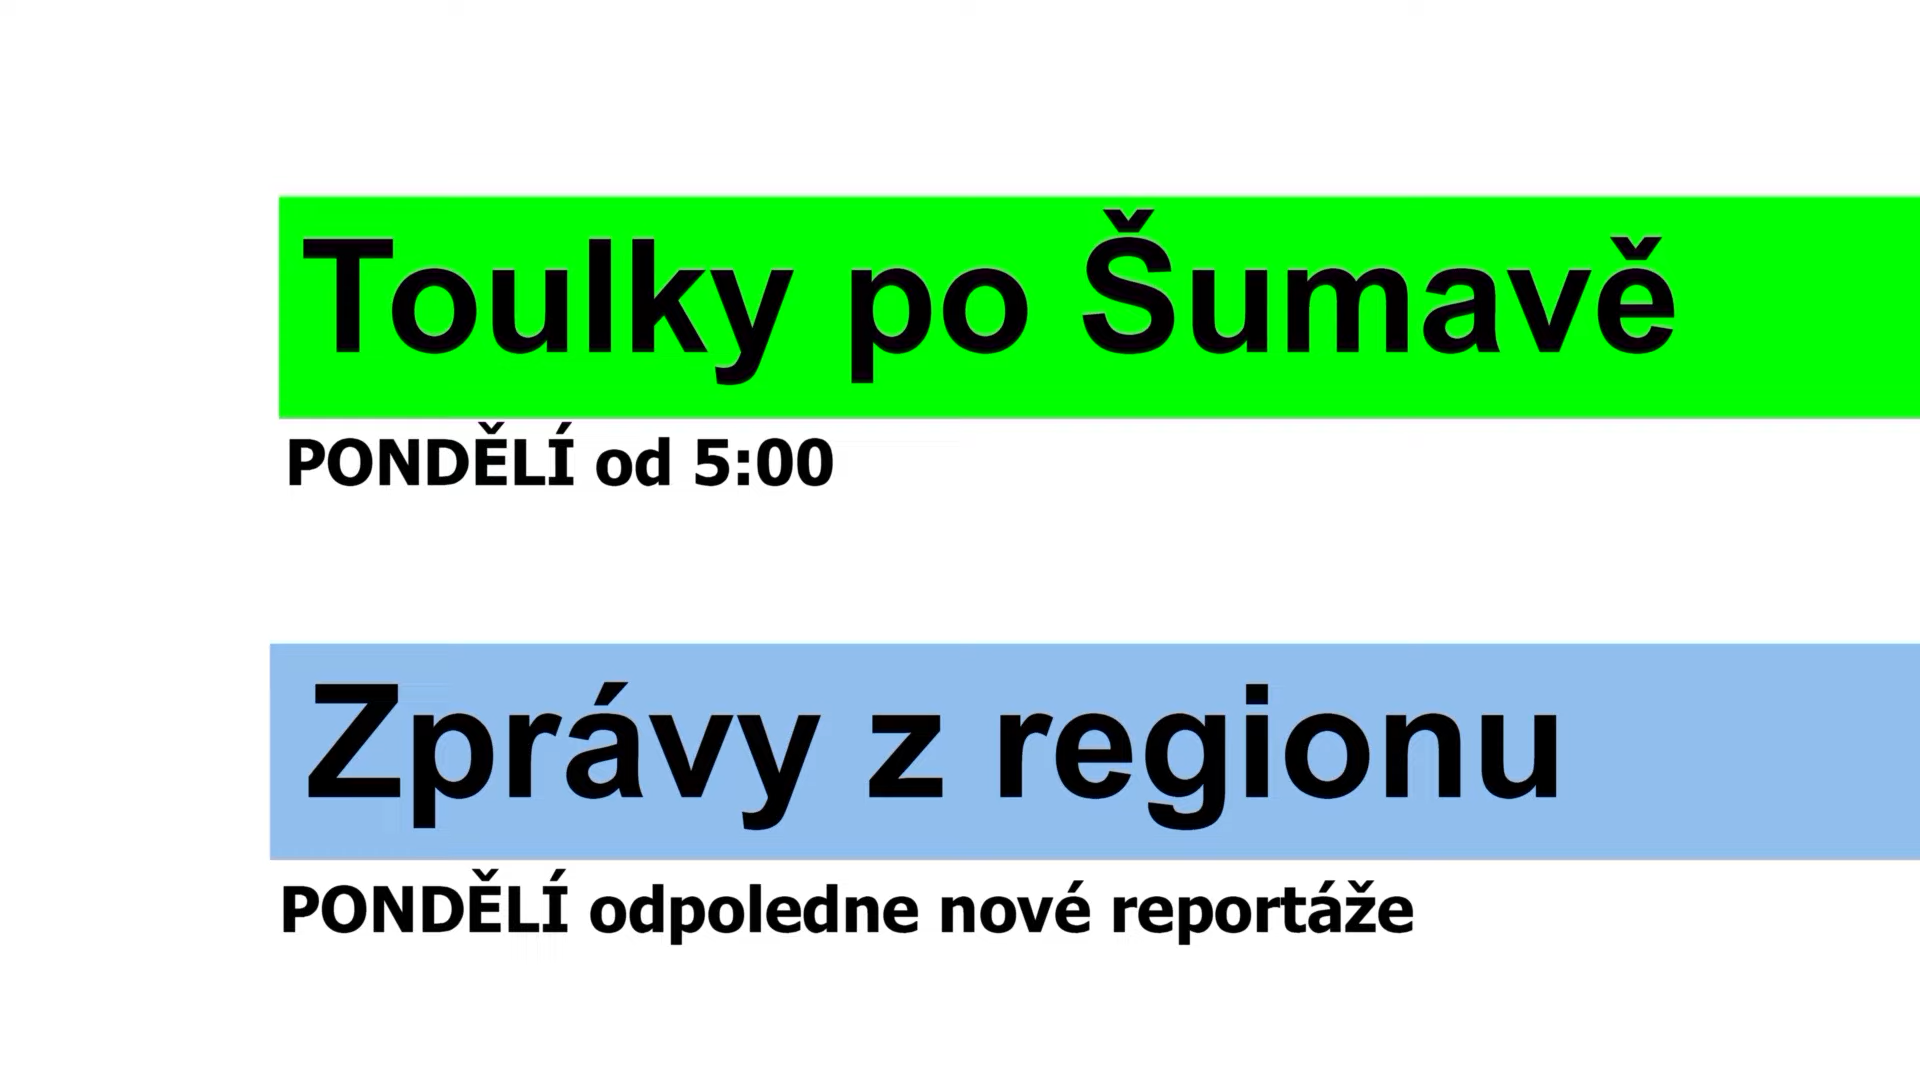 Toulky po Šumavě
PONDĚLÍ od 5:00
Zprávy z regionu
PONDĚLÍ odpoledne nové reportáže